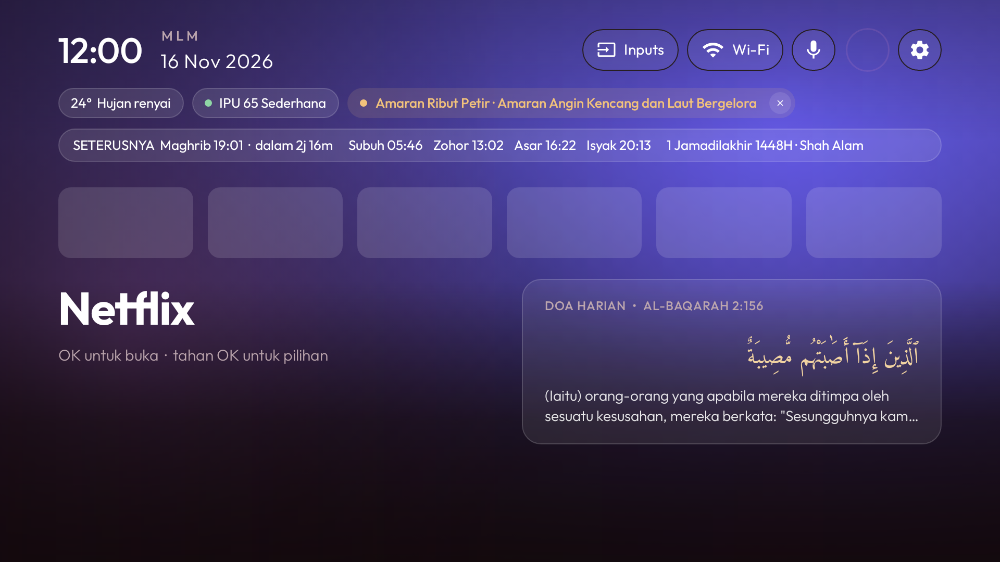 12:00
MLM
16 Nov 2026
Inputs
Wi-Fi
24° Hujan renyai
IPU 65 Sederhana
Amaran Ribut Petir · Amaran Angin Kencang dan Laut Bergelora
SETERUSNYA Maghrib 19:01 · dalam 2j 16m Subuh 05:46 Zohor 13:02 Asar 16:22 Isyak 20:13 1 Jamadilakhir 1448H · Shah Alam
Netflix
OK untuk buka · tahan OK untuk pilihan
DOA HARIAN • AL-BAQARAH 2:156
ٱلَّذِينَ إِذَآ أَصَٰبَتْهُم مُّصِيبَةٌ
(Iaitu) orang-orang yang apabila mereka ditimpa oleh
sesuatu kesusahan, mereka berkata: "Sesungguhnya kam…